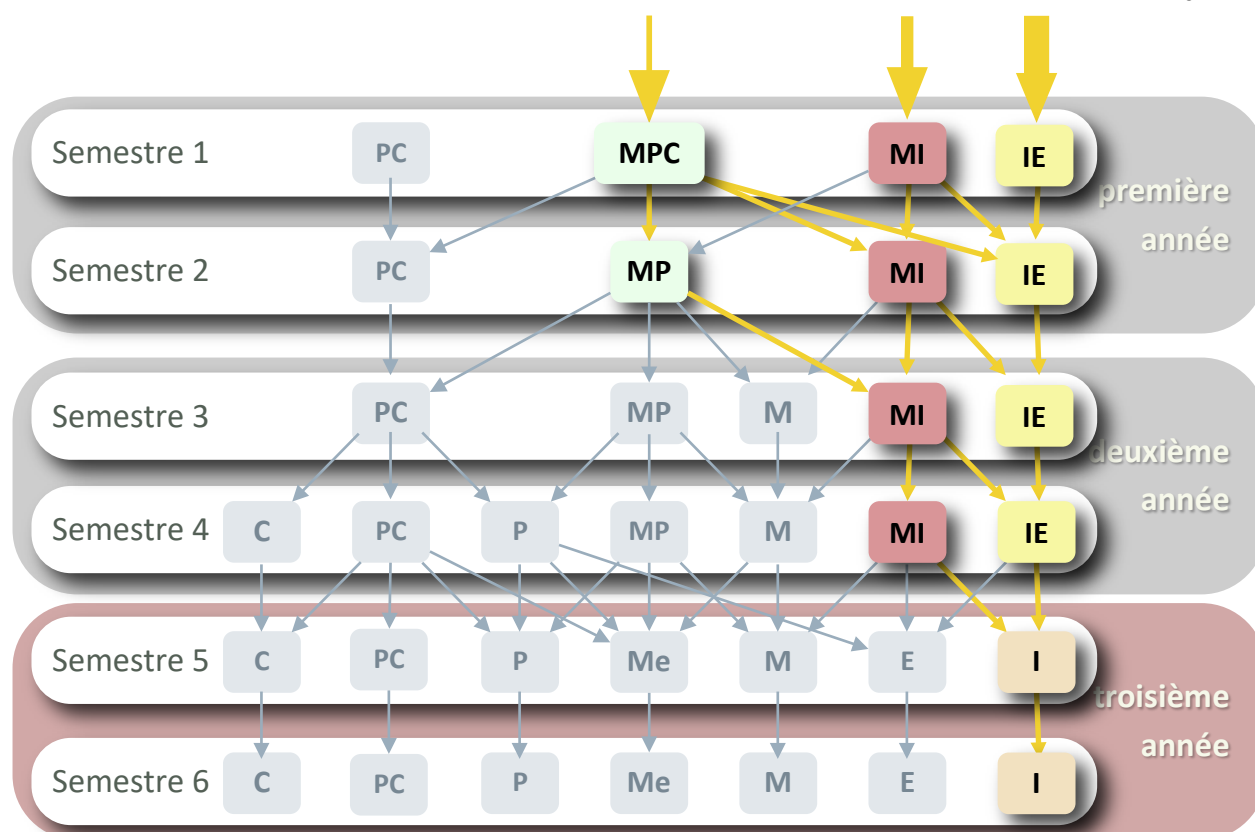 Semestre 1 PC MPC MI IE
première
année
Semestre 2 PC MP MI IE
Semestre 3 PC MP M MI IE
deuxième
année
Semestre 4 C PC P MP M MI IE
Semestre 5 C PC P Me M E I
troisième
année
Semestre 6 C PC P Me M E I